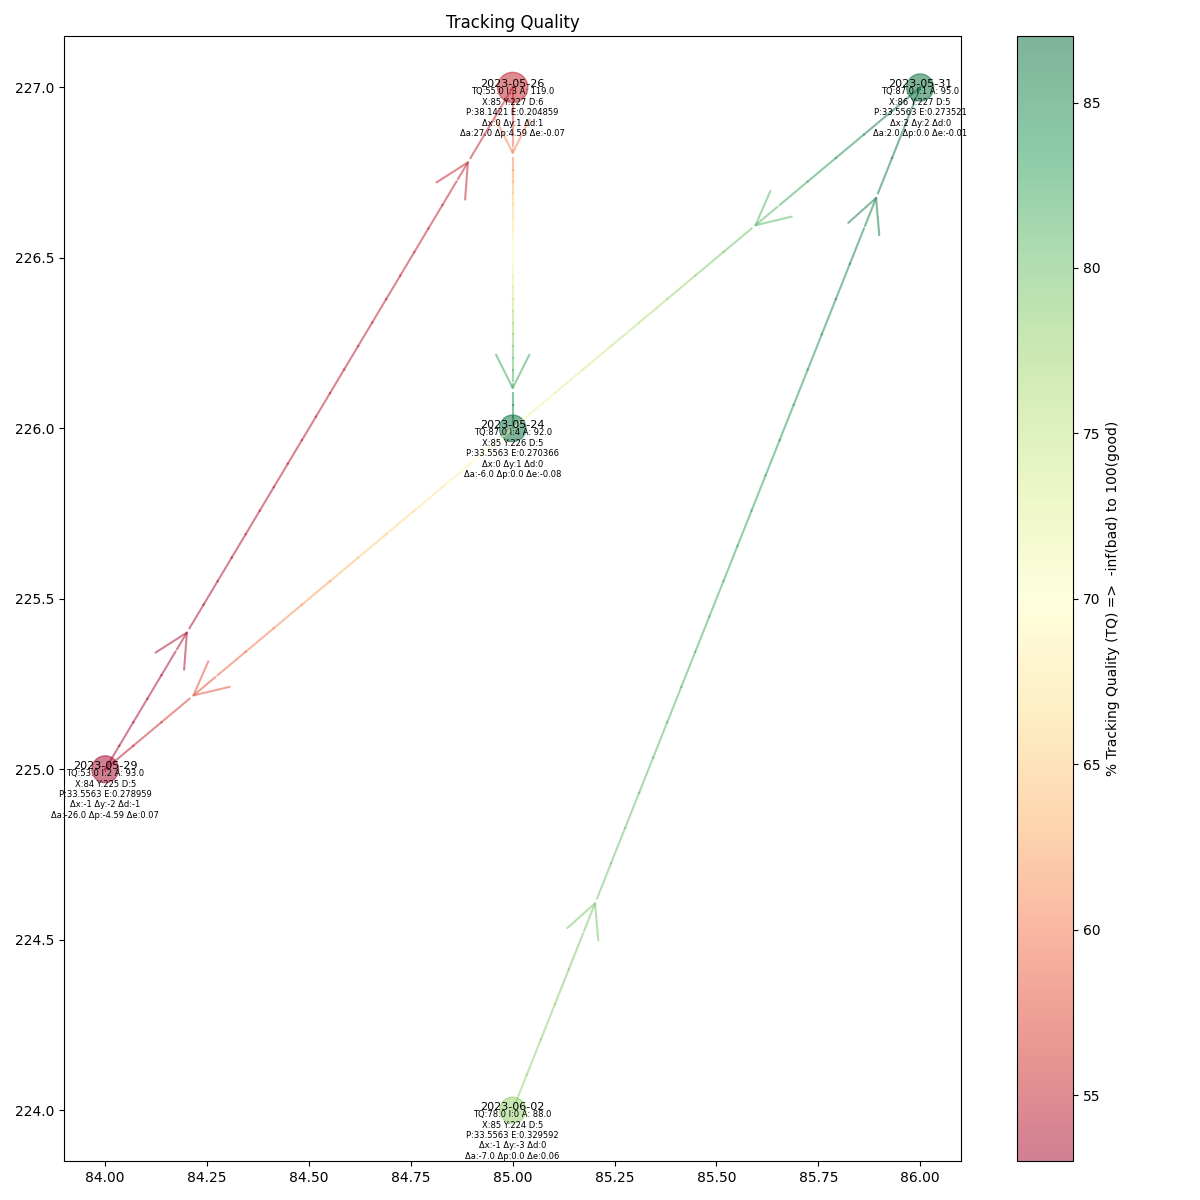 Tracking Quality
227.0
226.5
226.0
225.5
225.0
224.5
224.0
2023-05-26
TQ:55.0 I:3 A: 119.0
X:85 Y:227 D:6
P:38.1421 E:0.204859
Δx:0 Δy:1 Δd:1
Δa:27.0 Δp:4.59 Δe:-0.07
2023-05-31
TQ:87.0 I:1 A: 95.0
X:86 Y:227 D:5
P:33.5563 E:0.273521
Δx:2 Δy:2 Δd:0
Δa:2.0 Δp:0.0 Δe:-0.01
2023-05-24
TQ:87.0 I:4 A: 92.0
X:85 Y:226 D:5
P:33.5563 E:0.270366
Δx:0 Δy:1 Δd:0
Δa:-6.0 Δp:0.0 Δe:-0.08
2023-05-29
TQ:53.0 I:2 A: 93.0
X:84 Y:225 D:5
P:33.5563 E:0.278959
Δx:-1 Δy:-2 Δd:-1
Δa:-26.0 Δp:-4.59 Δe:0.07
2023-06-02
TQ:78.0 I:0 A: 88.0
X:85 Y:224 D:5
P:33.5563 E:0.329592
Δx:-1 Δy:-3 Δd:0
Δa:-7.0 Δp:0.0 Δe:0.06
84.00 84.25 84.50 84.75 85.00 85.25 85.50 85.75 86.00
85
80
75
70
65
60
55
% Tracking Quality (TQ) =>  -inf(bad) to 100(good)